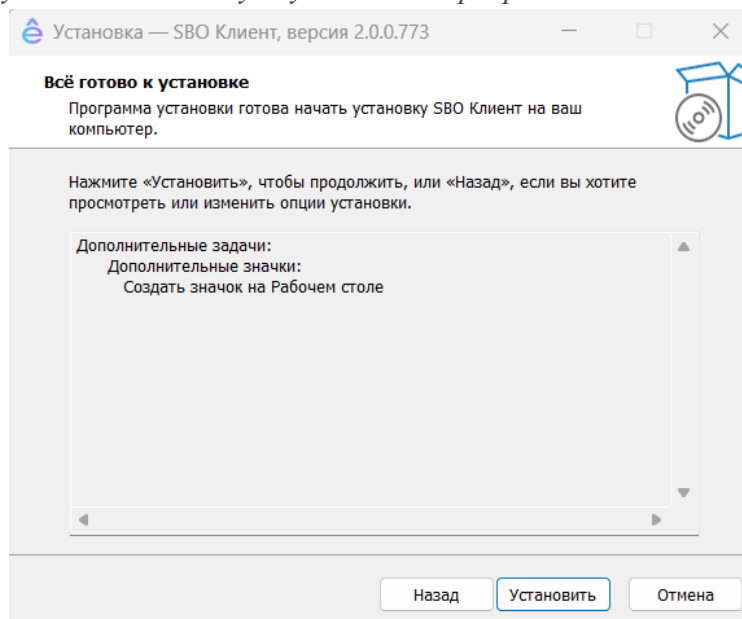 Установка — SBO Клиент, версия 2.0.0.773
Всё готово к установке
Программа установки готова начать установку SBO Клиент на ваш
компьютер.
Нажмите «Установить», чтобы продолжить, или «Назад», если вы хотите
просмотреть или изменить опции установки.
Дополнительные задачи:
Дополнительные значки:
Создать значок на Рабочем столе
Назад
Установить
Отмена